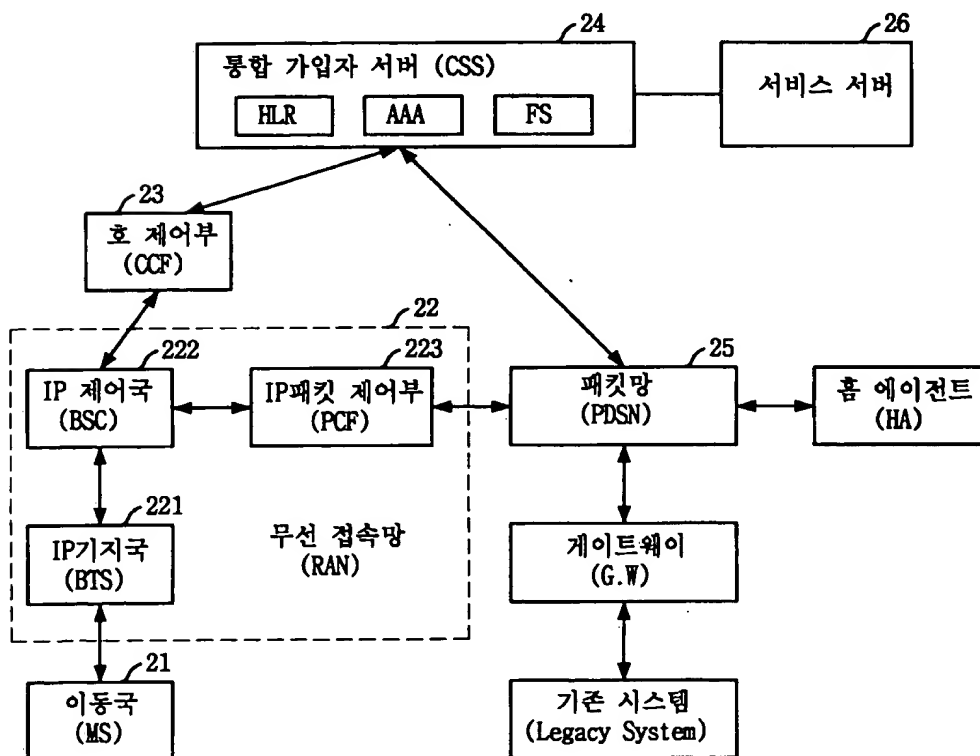 24
26
통합 가입자 서버 (CSS)
HLR
AAA
FS
서비스 서버
23
호 제어부
(CCF)
22
222
223
25
IP 제어국
(BSC)
IP패킷 제어부
(PCF)
패킷망
(PDSN)
홈 에이전트
(HA)
221
IP기지국
(BTS)
무선 접속망
(RAN)
게이트웨이
(G.W)
21
이동국
(MS)
기존 시스템
(Legacy System)